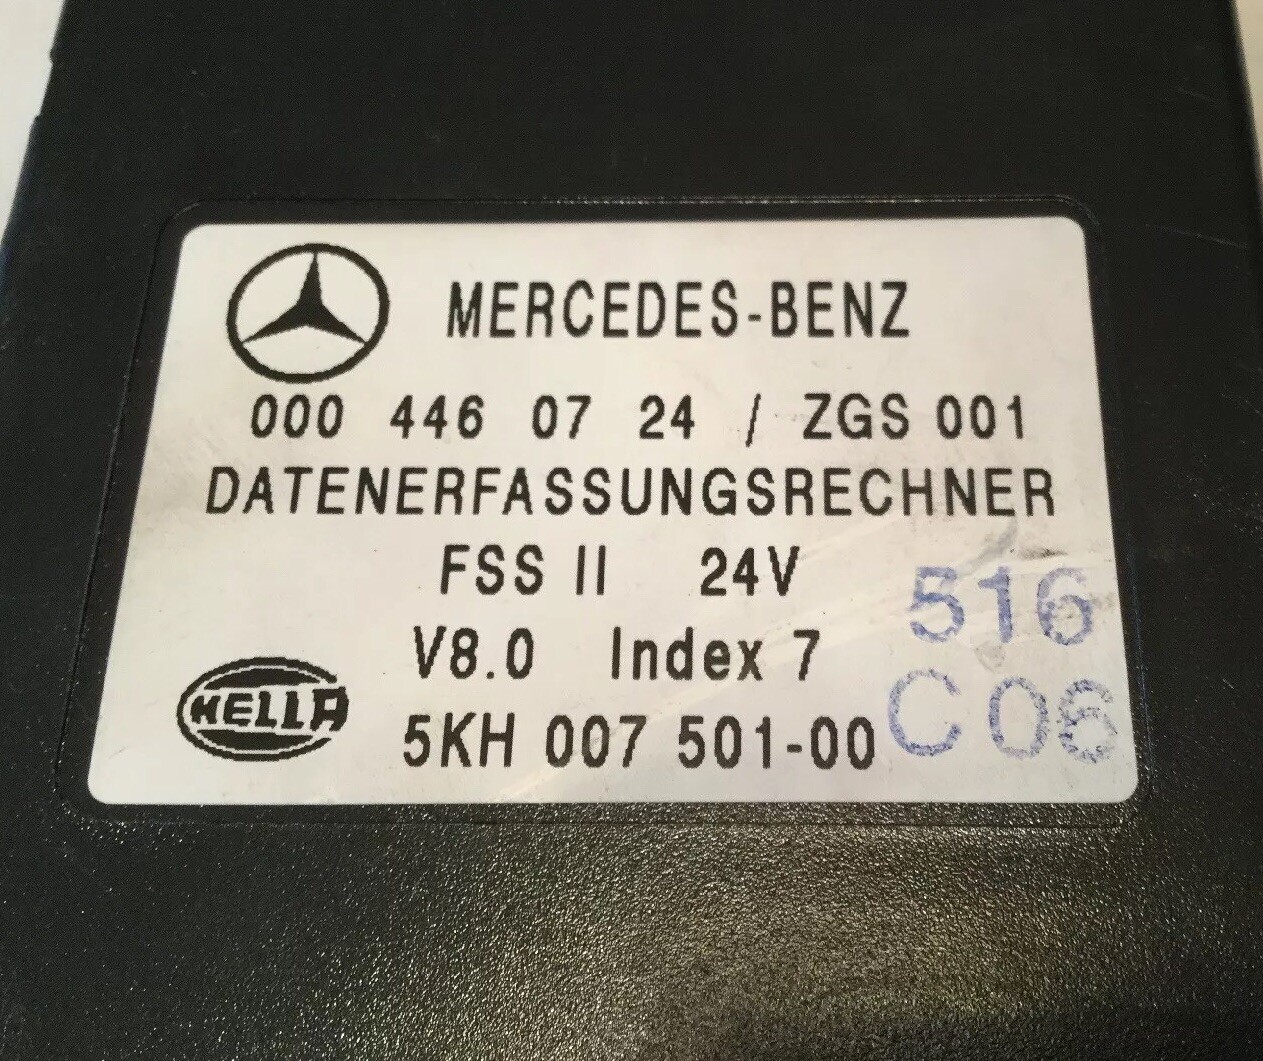 MERCEDES-BENZ
000 446 07 24 / ZGS 001
DATENERFASSUNGSRECHNER
FSS II 24V
V8.0 Index 7
516
HELLA
5KH 007 501-00
C06